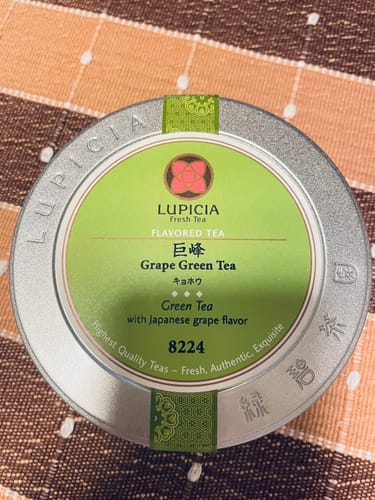 LUPICIA
LUPICIA
Fresh Tea
FLAVORED TEA
巨峰
Grape Green Tea
キョホウ
Green Tea
with Japanese grape flavor
8224
Highest Quality Teas – Fresh, Authentic, Exquisite
緑碧茶